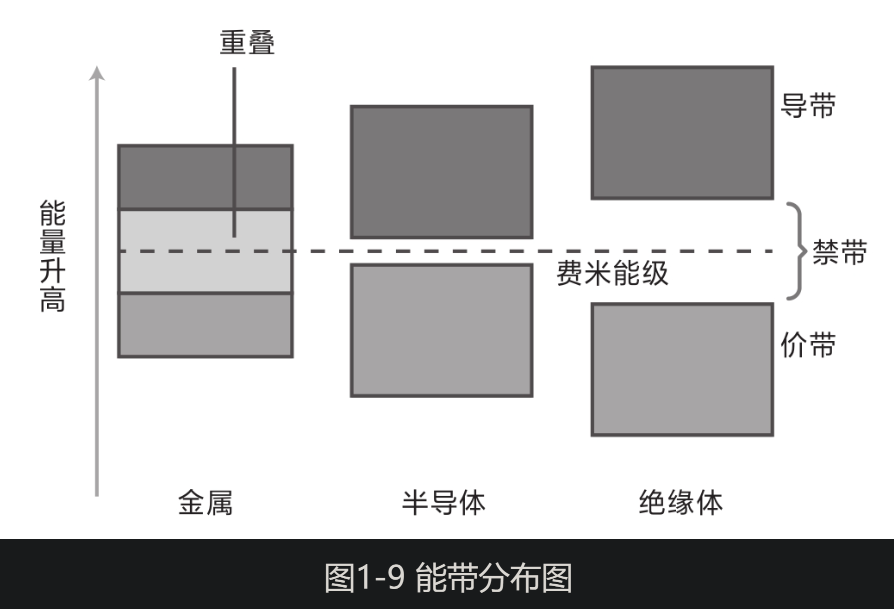 重叠
导带
能量升高
禁带
费米能级
价带
金属
半导体
绝缘体
图1-9 能带分布图